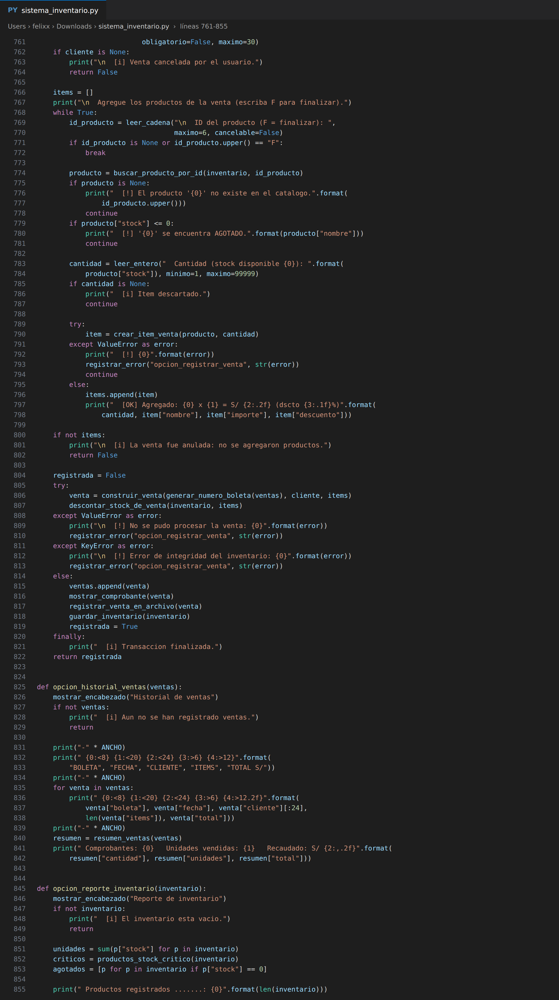 PY sistema_inventario.py
Users › felixx › Downloads › sistema_inventario.py › líneas 761-855
761                          obligatorio=False, maximo=30)
762    if cliente is None:
763        print("\n  [i] Venta cancelada por el usuario.")
764        return False
765
766    items = []
767    print("\n  Agregue los productos de la venta (escriba F para finalizar).")
768    while True:
769        id_producto = leer_cadena("\n  ID del producto (F = finalizar): ",
770                                  maximo=6, cancelable=False)
771        if id_producto is None or id_producto.upper() == "F":
772            break
773
774        producto = buscar_producto_por_id(inventario, id_producto)
775        if producto is None:
776            print("  [!] El producto '{0}' no existe en el catalogo.".format(
777                id_producto.upper()))
778            continue
779        if producto["stock"] <= 0:
780            print("  [!] '{0}' se encuentra AGOTADO.".format(producto["nombre"]))
781            continue
782
783        cantidad = leer_entero("  Cantidad (stock disponible {0}): ".format(
784            producto["stock"]), minimo=1, maximo=99999)
785        if cantidad is None:
786            print("  [i] Item descartado.")
787            continue
788
789        try:
790            item = crear_item_venta(producto, cantidad)
791        except ValueError as error:
792            print("  [!] {0}".format(error))
793            registrar_error("opcion_registrar_venta", str(error))
794            continue
795        else:
796            items.append(item)
797            print("  [OK] Agregado: {0} x {1} = S/ {2:.2f} (dscto {3:.1f}%)".format(
798                cantidad, item["nombre"], item["importe"], item["descuento"]))
799
800    if not items:
801        print("\n  [i] La venta fue anulada: no se agregaron productos.")
802        return False
803
804    registrada = False
805    try:
806        venta = construir_venta(generar_numero_boleta(ventas), cliente, items)
807        descontar_stock_de_venta(inventario, items)
808    except ValueError as error:
809        print("\n  [!] No se pudo procesar la venta: {0}".format(error))
810        registrar_error("opcion_registrar_venta", str(error))
811    except KeyError as error:
812        print("\n  [!] Error de integridad del inventario: {0}".format(error))
813        registrar_error("opcion_registrar_venta", str(error))
814    else:
815        ventas.append(venta)
816        mostrar_comprobante(venta)
817        registrar_venta_en_archivo(venta)
818        guardar_inventario(inventario)
819        registrada = True
820    finally:
821        print("  [i] Transaccion finalizada.")
822    return registrada
823
824
825def opcion_historial_ventas(ventas):
826    mostrar_encabezado("Historial de ventas")
827    if not ventas:
828        print("  [i] Aun no se han registrado ventas.")
829        return
830
831    print("-" * ANCHO)
832    print(" {0:<8} {1:<20} {2:<24} {3:>6} {4:>12}".format(
833        "BOLETA", "FECHA", "CLIENTE", "ITEMS", "TOTAL S/"))
834    print("-" * ANCHO)
835    for venta in ventas:
836        print(" {0:<8} {1:<20} {2:<24} {3:>6} {4:>12.2f}".format(
837            venta["boleta"], venta["fecha"], venta["cliente"][:24],
838            len(venta["items"]), venta["total"]))
839    print("-" * ANCHO)
840    resumen = resumen_ventas(ventas)
841    print(" Comprobantes: {0}   Unidades vendidas: {1}   Recaudado: S/ {2:,.2f}".format(
842        resumen["cantidad"], resumen["unidades"], resumen["total"]))
843
844
845def opcion_reporte_inventario(inventario):
846    mostrar_encabezado("Reporte de inventario")
847    if not inventario:
848        print("  [i] El inventario esta vacio.")
849        return
850
851    unidades = sum(p["stock"] for p in inventario)
852    criticos = productos_stock_critico(inventario)
853    agotados = [p for p in inventario if p["stock"] == 0]
854
855    print(" Productos registrados .......: {0}".format(len(inventario)))